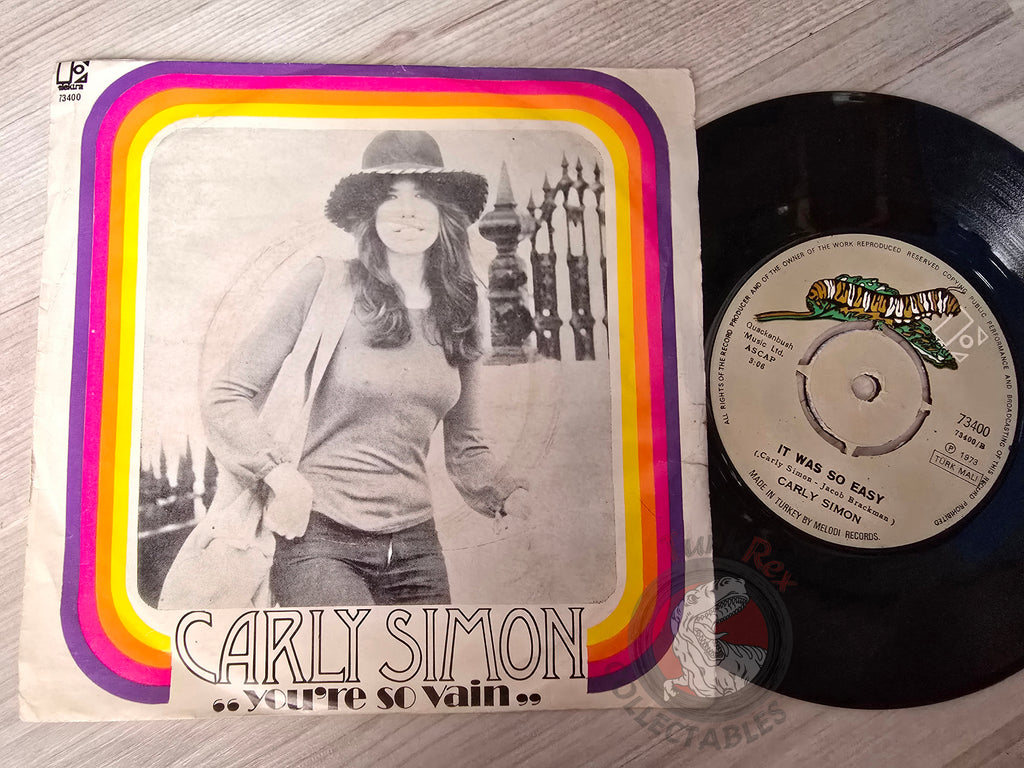 elektra
73400
CARLY SIMON
„you're so vain„
ALL RIGHTS OF THE RECORD PRODUCER AND OF THE OWNER OF THE WORK REPRODUCED RESERVED COPYING PUBLIC PERFORMANCE AND BROADCASTING OF THIS RECORD PROHIBITED
Quackenbush
Music Ltd.
ASCAP
3:06
73400
73400/B
Ⓟ 1973
TÜRK MALI
IT WAS SO EASY
(Carly Simon - Jacob Brackman)
CARLY SIMON
MADE IN TURKEY BY MELODI RECORDS.
Rex
COLLECTABLES